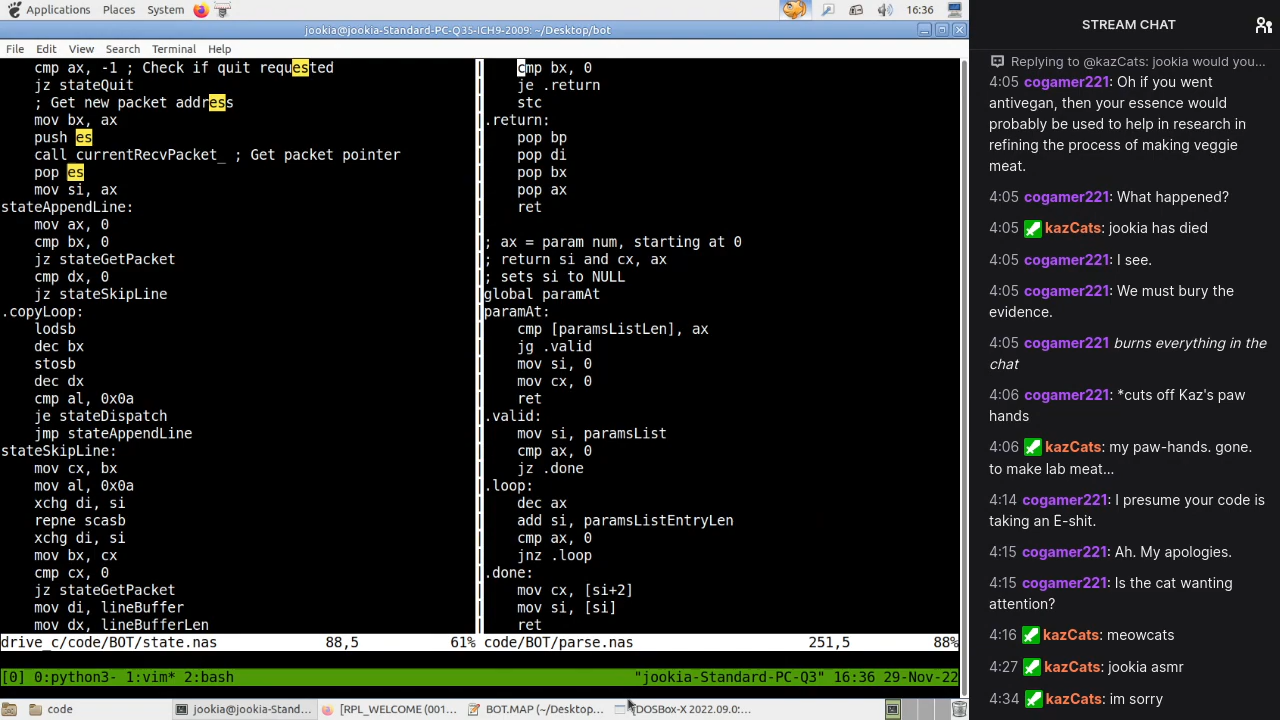 Applications Places System 16:36
jookia@jookia-Standard-PC-Q35-ICH9-2009: ~/Desktop/bot
File Edit View Search Terminal Help
cmp ax, -1 ; Check if quit requested
jz stateQuit
; Get new packet address
mov bx, ax
push es
call currentRecvPacket_ ; Get packet pointer
pop es
mov si, ax
stateAppendLine:
mov ax, 0
cmp bx, 0
jz stateGetPacket
cmp dx, 0
jz stateSkipLine
.copyLoop:
lodsb
dec bx
stosb
dec dx
cmp al, 0x0a
je stateDispatch
jmp stateAppendLine
stateSkipLine:
mov cx, bx
mov al, 0x0a
xchg di, si
repne scasb
xchg di, si
mov bx, cx
cmp cx, 0
jz stateGetPacket
mov di, lineBuffer
mov dx, lineBufferLen
drive_c/code/BOT/state.nas 88,5 61%
cmp bx, 0
je .return
stc
.return:
pop bp
pop di
pop bx
pop ax
ret
; ax = param num, starting at 0
; return si and cx, ax
; sets si to NULL
global paramAt
paramAt:
cmp [paramsListLen], ax
jg .valid
mov si, 0
mov cx, 0
ret
.valid:
mov si, paramsList
cmp ax, 0
jz .done
.loop:
dec ax
add si, paramsListEntryLen
cmp ax, 0
jnz .loop
.done:
mov cx, [si+2]
mov si, [si]
ret
code/BOT/parse.nas 251,5 88%
[0] 0:python3- 1:vim* 2:bash "jookia-Standard-PC-Q3" 16:36 29-Nov-22
code jookia@jookia-Stand... [RPL_WELCOME (001... BOT.MAP (~/Desktop... [DOSBox-X 2022.09.0:...
STREAM CHAT
Replying to @kazCats: jookia would you...
4:05 cogamer221: Oh if you went
antivegan, then your essence would
probably be used to help in research in
refining the process of making veggie
meat.
4:05 cogamer221: What happened?
4:05 kazCats: jookia has died
4:05 cogamer221: I see.
4:05 cogamer221: We must bury the
evidence.
4:05 cogamer221 burns everything in the
chat
4:06 cogamer221: *cuts off Kaz's paw
hands
4:06 kazCats: my paw-hands. gone.
to make lab meat...
4:14 cogamer221: I presume your code is
taking an E-shit.
4:15 cogamer221: Ah. My apologies.
4:15 cogamer221: Is the cat wanting
attention?
4:16 kazCats: meowcats
4:27 kazCats: jookia asmr
4:34 kazCats: im sorry